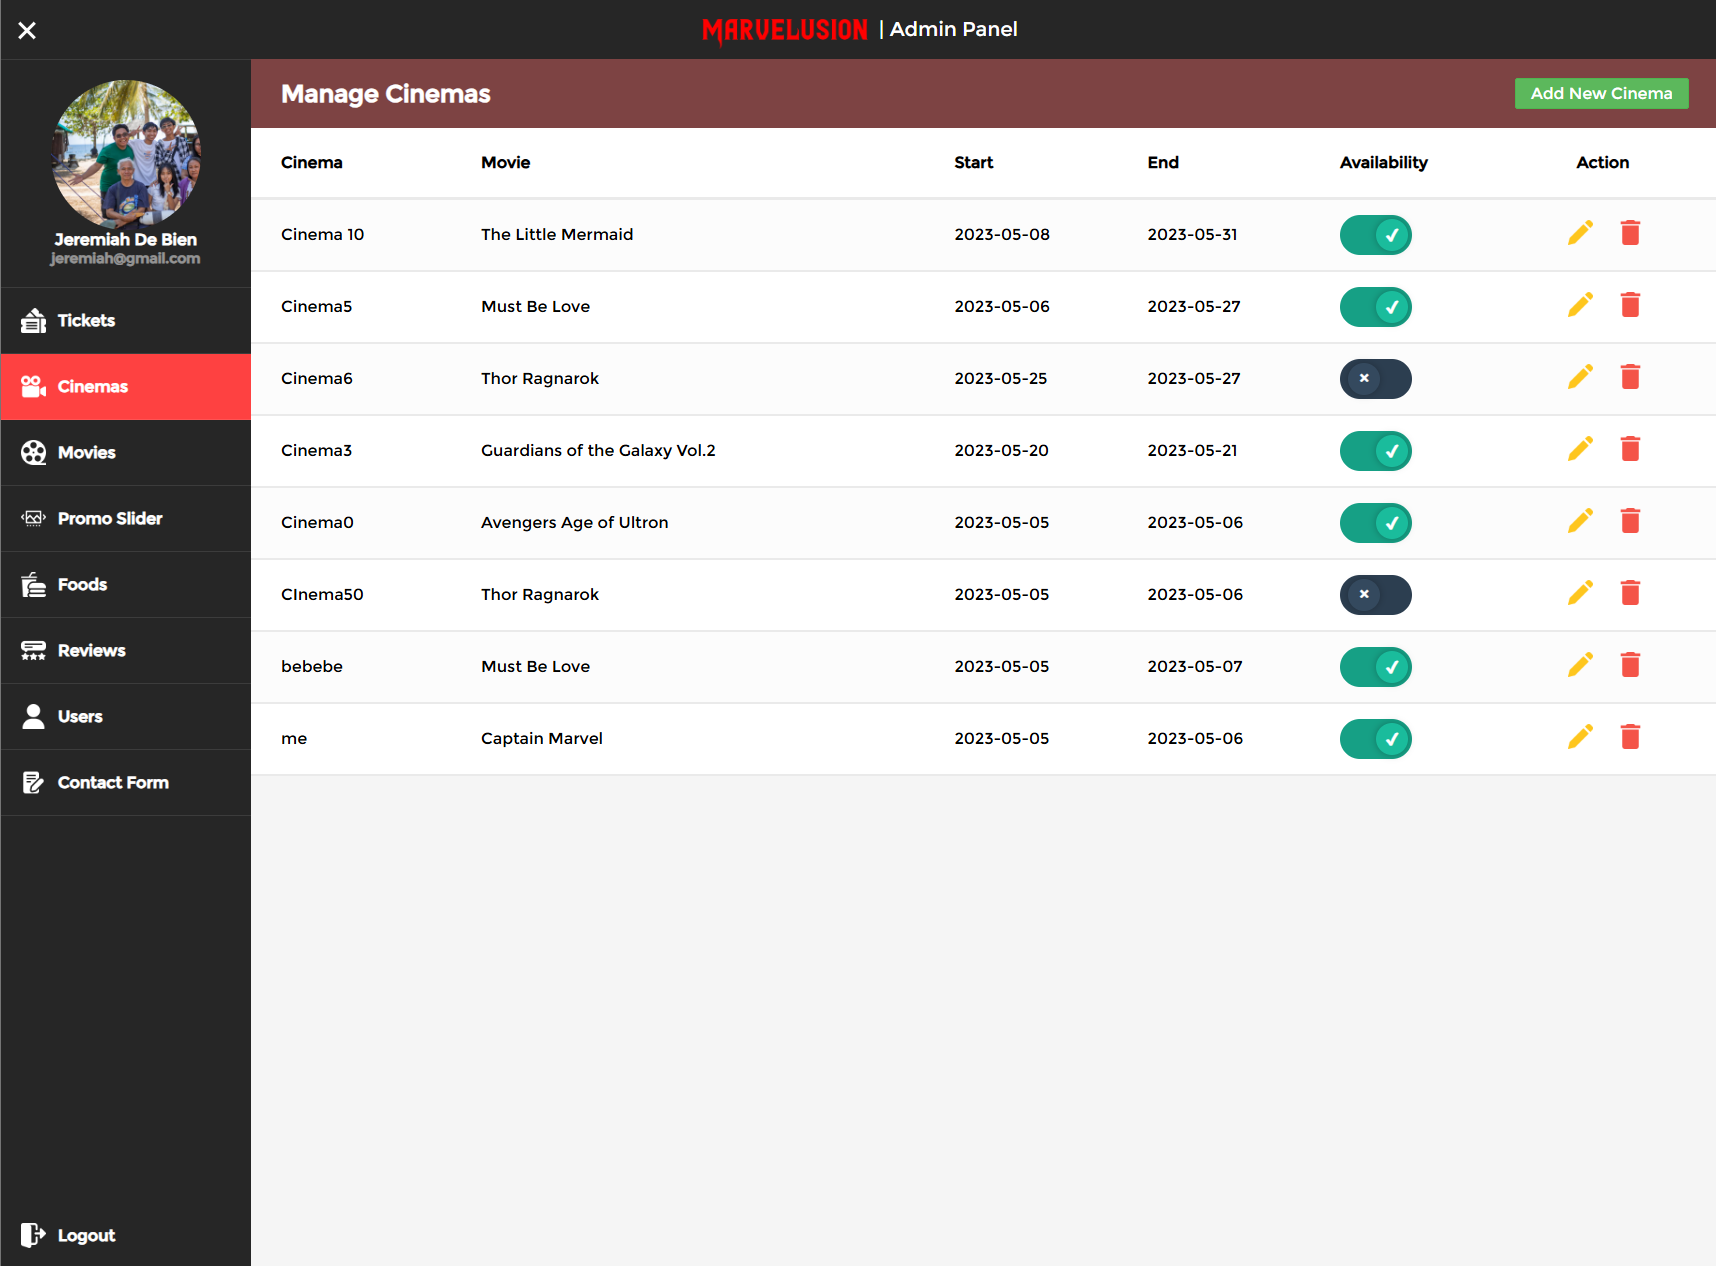 MARVELUSION | Admin Panel
Jeremiah De Bien
jeremiah@gmail.com
Tickets
Cinemas
Movies
Promo Slider
Foods
Reviews
Users
Contact Form
Logout
Manage Cinemas Add New Cinema
Cinema Movie Start End Availability Action
Cinema 10 The Little Mermaid 2023-05-08 2023-05-31
Cinema5 Must Be Love 2023-05-06 2023-05-27
Cinema6 Thor Ragnarok 2023-05-25 2023-05-27
Cinema3 Guardians of the Galaxy Vol.2 2023-05-20 2023-05-21
Cinema0 Avengers Age of Ultron 2023-05-05 2023-05-06
CInema50 Thor Ragnarok 2023-05-05 2023-05-06
bebebe Must Be Love 2023-05-05 2023-05-07
me Captain Marvel 2023-05-05 2023-05-06